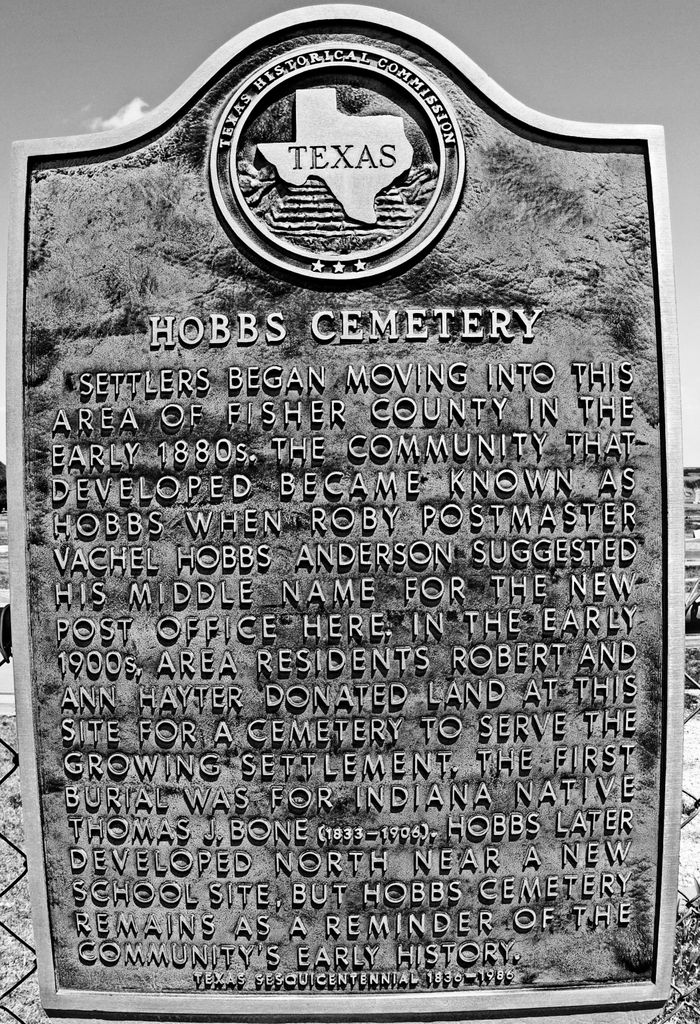 TEXAS HISTORICAL COMMISSION
TEXAS
HOBBS CEMETERY
SETTLERS BEGAN MOVING INTO THIS
AREA OF FISHER COUNTY IN THE
EARLY 1880s. THE COMMUNITY THAT
DEVELOPED BECAME KNOWN AS
HOBBS WHEN ROBY POSTMASTER
VACHEL HOBBS ANDERSON SUGGESTED
HIS MIDDLE NAME FOR THE NEW
POST OFFICE HERE. IN THE EARLY
1900s, AREA RESIDENTS ROBERT AND
ANN HAYTER DONATED LAND AT THIS
SITE FOR A CEMETERY TO SERVE THE
GROWING SETTLEMENT. THE FIRST
BURIAL WAS FOR INDIANA NATIVE
THOMAS J. BONE (1833-1906). HOBBS LATER
DEVELOPED NORTH NEAR A NEW
SCHOOL SITE, BUT HOBBS CEMETERY
REMAINS AS A REMINDER OF THE
COMMUNITY'S EARLY HISTORY.
TEXAS SESQUICENTENNIAL 1836-1986